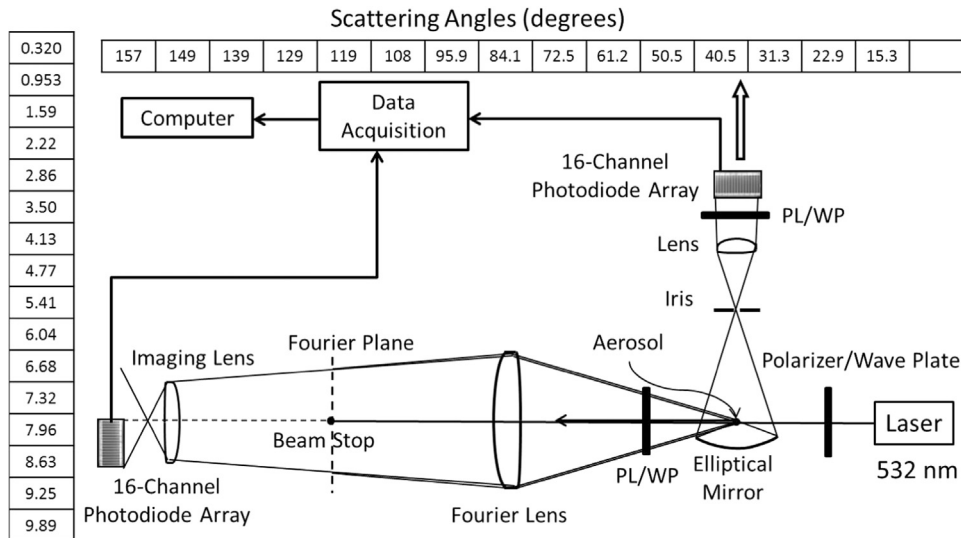 Scattering Angles (degrees)
157 149 139 129 119 108 95.9 84.1 72.5 61.2 50.5 40.5 31.3 22.9 15.3
0.320
0.953
1.59
2.22
2.86
3.50
4.13
4.77
5.41
6.04
6.68
7.32
7.96
8.63
9.25
9.89
Computer
Data
Acquisition
16-Channel
Photodiode Array
PL/WP
Lens
Iris
Aerosol
Polarizer/Wave Plate
Laser
532 nm
Elliptical
Mirror
PL/WP
Fourier Lens
Fourier Plane
Beam Stop
Imaging Lens
16-Channel
Photodiode Array